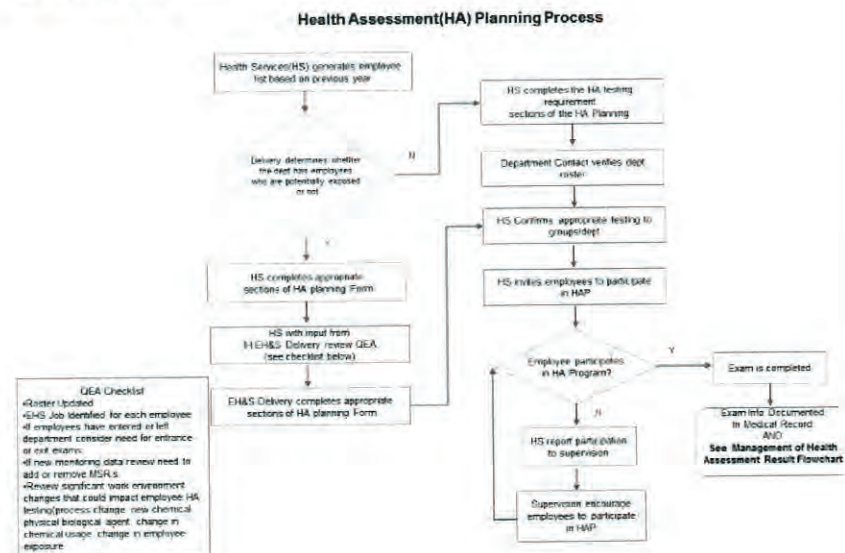 Health Assessment(HA) Planning Process
Health Services(HS) generates employee
list based on previous year
Delivery determines whether
the dept has employees
who are potentially exposed
or not
N
Y
HS completes appropriate
sections of HA planning Form
HS with input from
IH,EH&S Delivery review QEA
(see checklist below)
EH&S Delivery completes appropriate
sections of HA planning Form
HS completes the HA testing
requirement
sections of the HA Planning
Department Contact verifies dept
roster
HS Confirms appropriate testing to
groups/dept
HS invites employees to participate
in HAP
Employee participates
in HA Program?
Y
N
Exam is completed
Exam Info Documented
In Medical Record
AND
See Management of Health
Assessment Result Flowchart
HS report participation
to supervision
Supervision encourage
employees to participate
in HAP
QEA Checklist
•Roster Updated
•EHS Job Identified for each employee
•If employees have entered or left
department consider need for entrance
or exit exams.
•If new monitoring data review need to
add or remove MSR's
•Review significant work environment
changes that could impact employee HA
testing(process change new chemical
physical biological agent change in
chemical usage change in employee
exposure